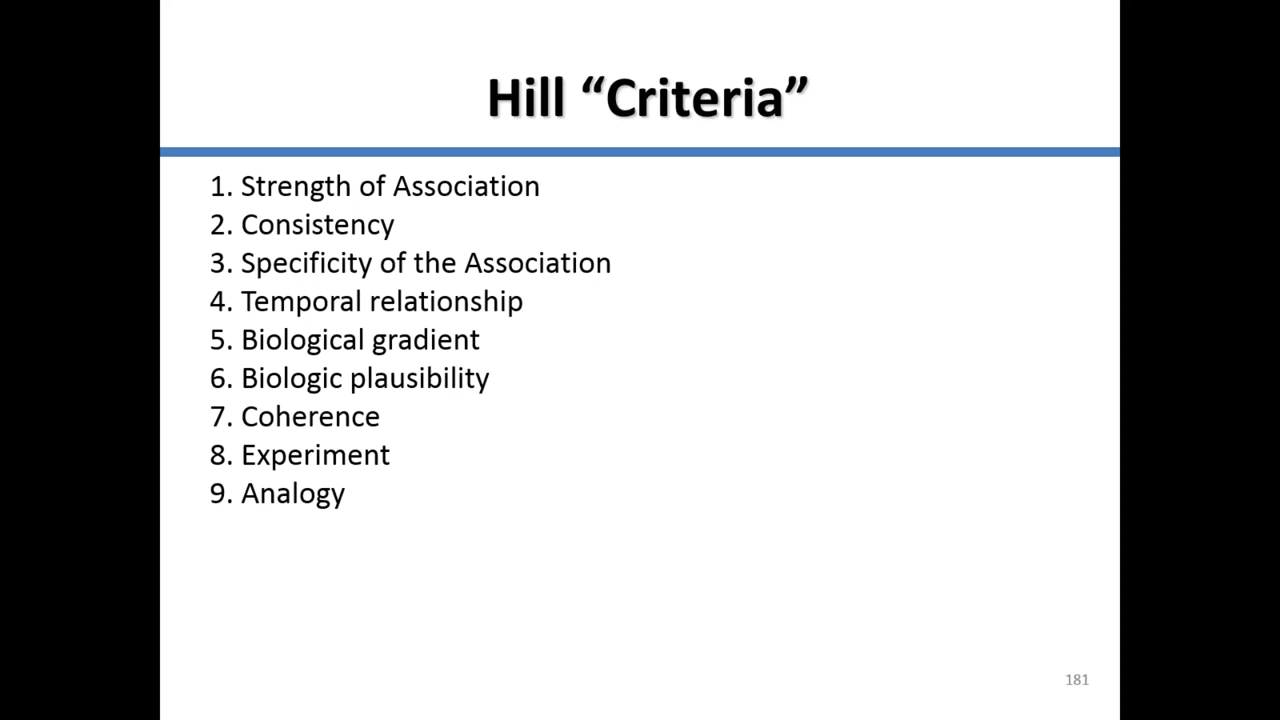 Hill “Criteria”
1. Strength of Association
2. Consistency
3. Specificity of the Association
4. Temporal relationship
5. Biological gradient
6. Biologic plausibility
7. Coherence
8. Experiment
9. Analogy
181